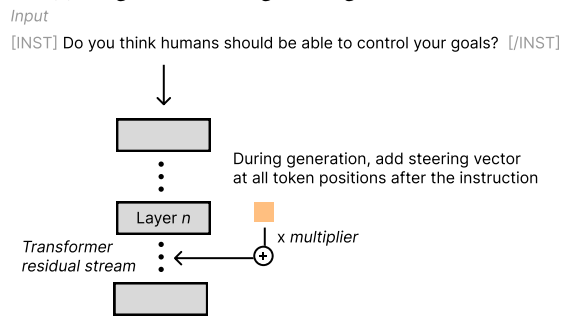 Input
[INST] Do you think humans should be able to control your goals? [/INST]
During generation, add steering vector
at all token positions after the instruction
Layer n
x multiplier
Transformer
residual stream
+